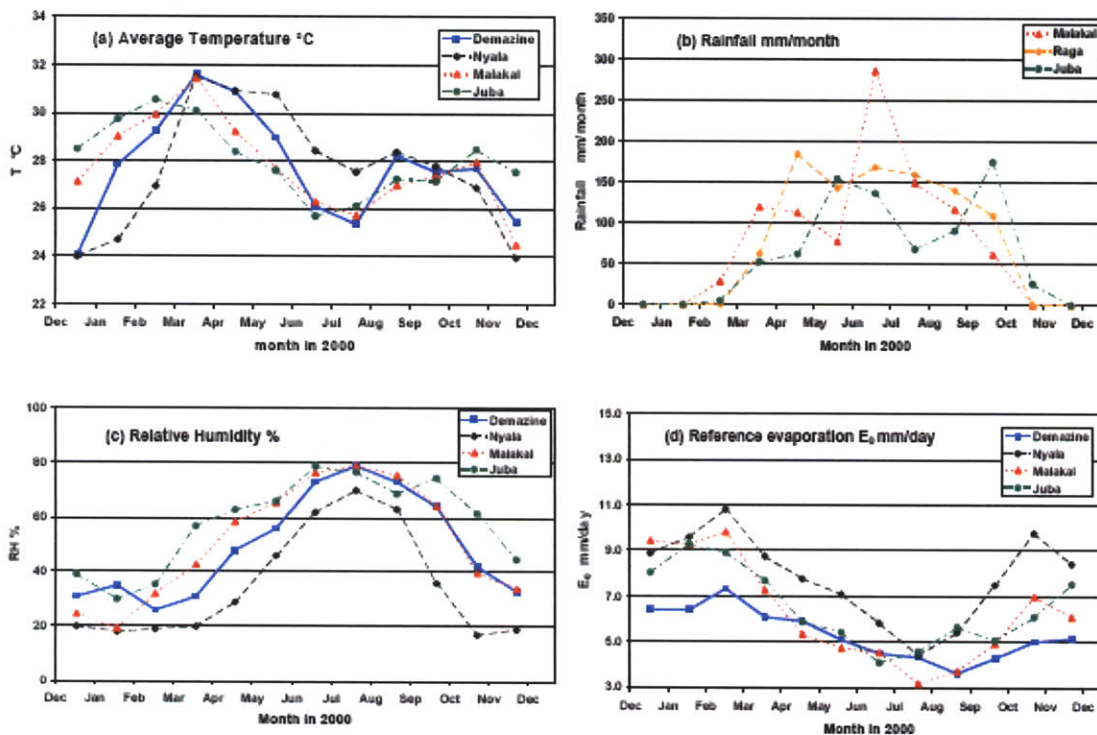 (a) Average Temperature °C
Demazine
Nyala
Malakal
Juba
T °C
34
32
30
28
26
24
22
Dec Jan Feb Mar Apr May Jun Jul Aug Sep Oct Nov Dec
month in 2000
(b) Rainfall mm/month
Malakal
Raga
Juba
Rainfall mm/month
350
300
250
200
150
100
50
0
Dec Jan Feb Mar Apr May Jun Jul Aug Sep Oct Nov Dec
Month in 2000
(c) Relative Humidity %
Demazine
Nyala
Malakal
Juba
RH %
100
80
60
40
20
0
Dec Jan Feb Mar Apr May Jun Jul Aug Sep Oct Nov Dec
Month in 2000
(d) Reference evaporation E₀ mm/day
Demazine
Nyala
Malakal
Juba
E₀ mm/day
15.0
13.0
11.0
9.0
7.0
5.0
3.0
Dec Jan Feb Mar Apr May Jun Jul Aug Sep Oct Nov Dec
Month in 2000